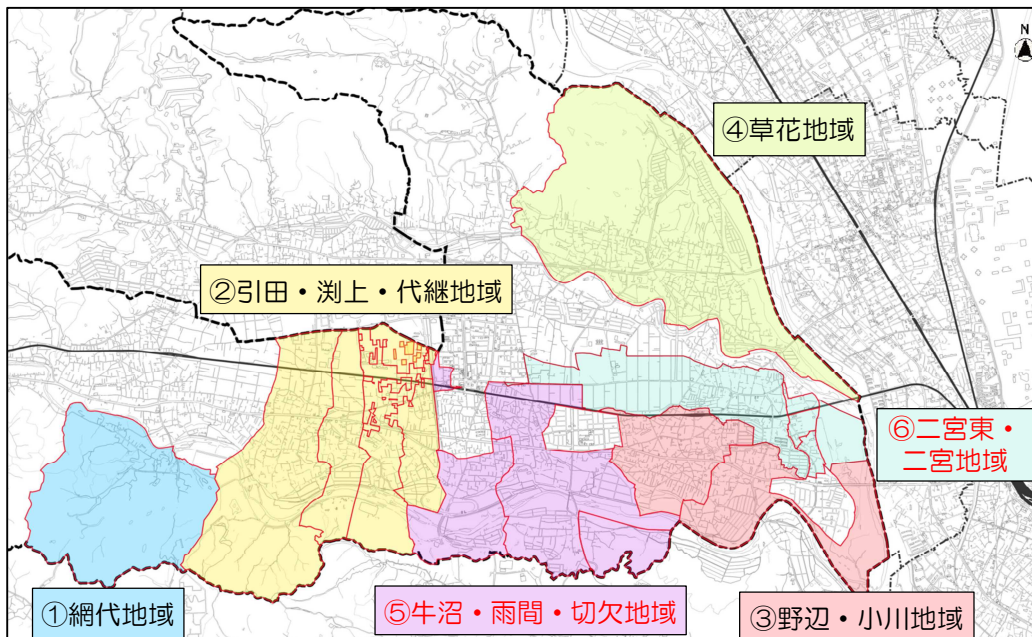 N
④草花地域
②引田・渕上・代継地域
⑥二宮東・
二宮地域
①網代地域
⑤牛沼・雨間・切欠地域
③野辺・小川地域